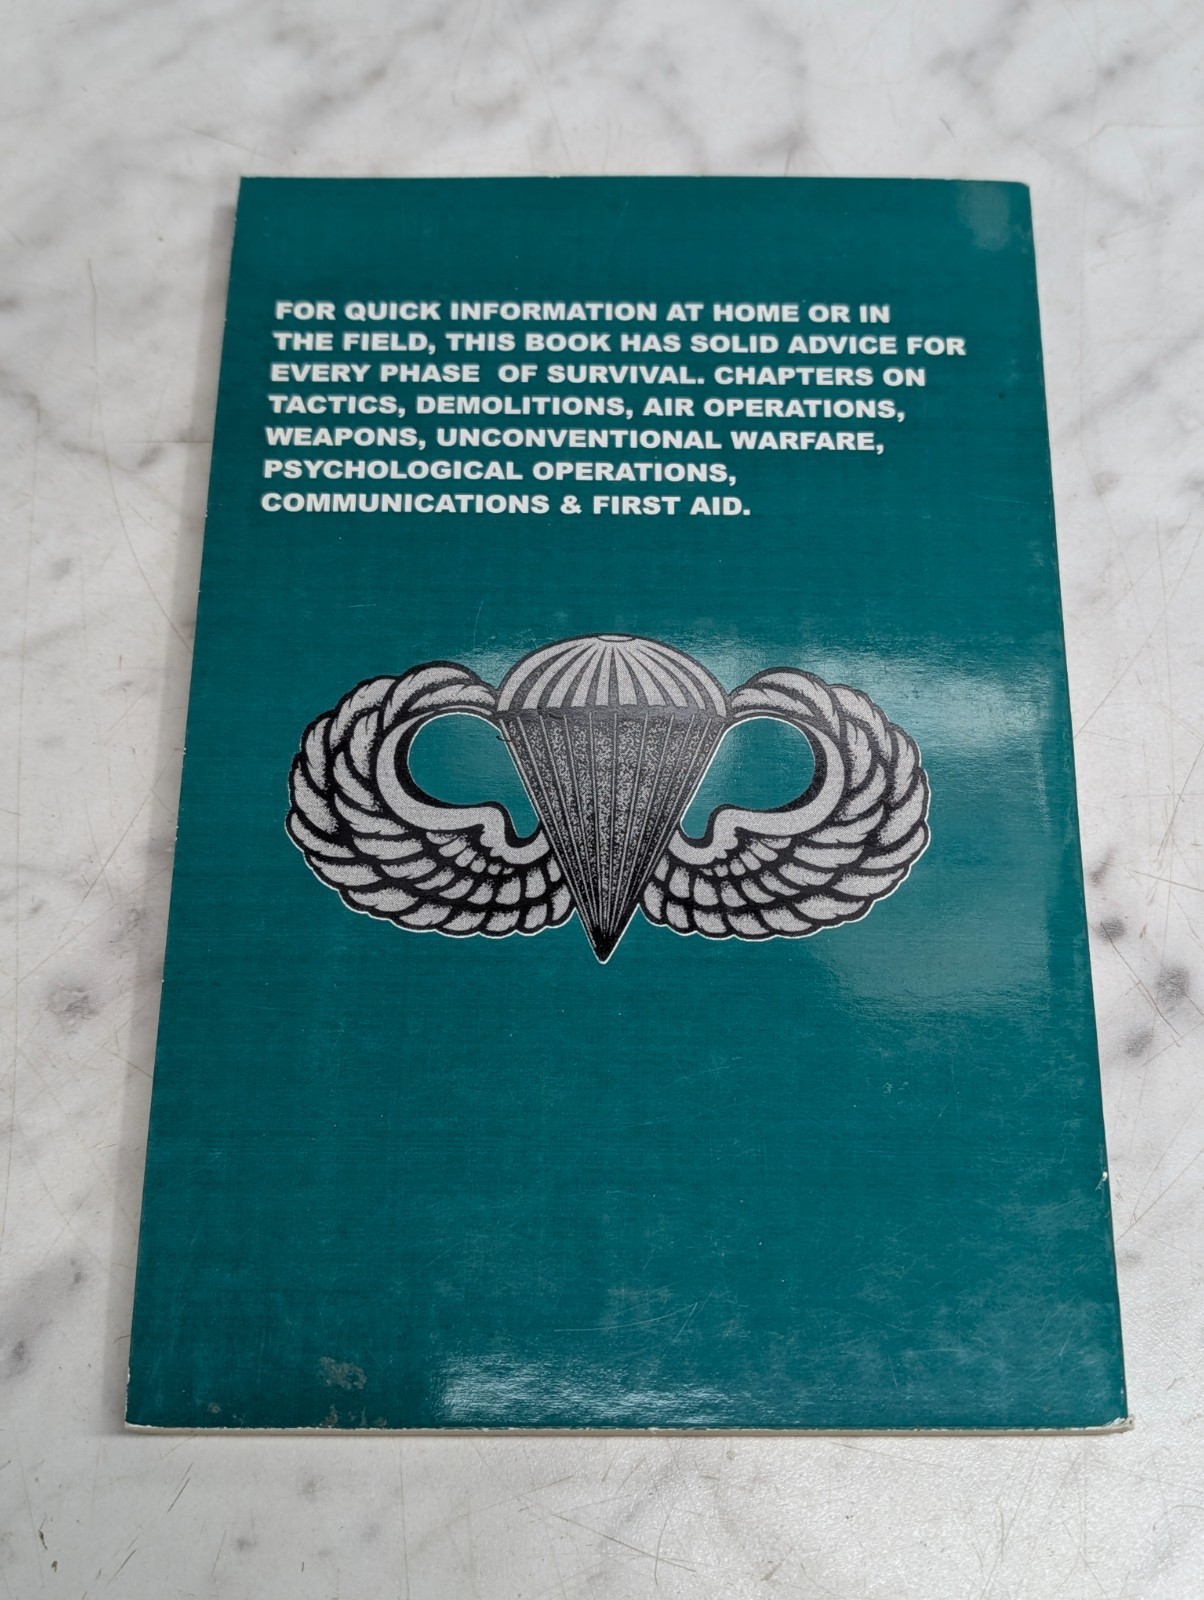 FOR QUICK INFORMATION AT HOME OR IN
THE FIELD, THIS BOOK HAS SOLID ADVICE FOR
EVERY PHASE OF SURVIVAL. CHAPTERS ON
TACTICS, DEMOLITIONS, AIR OPERATIONS,
WEAPONS, UNCONVENTIONAL WARFARE,
PSYCHOLOGICAL OPERATIONS,
COMMUNICATIONS & FIRST AID.